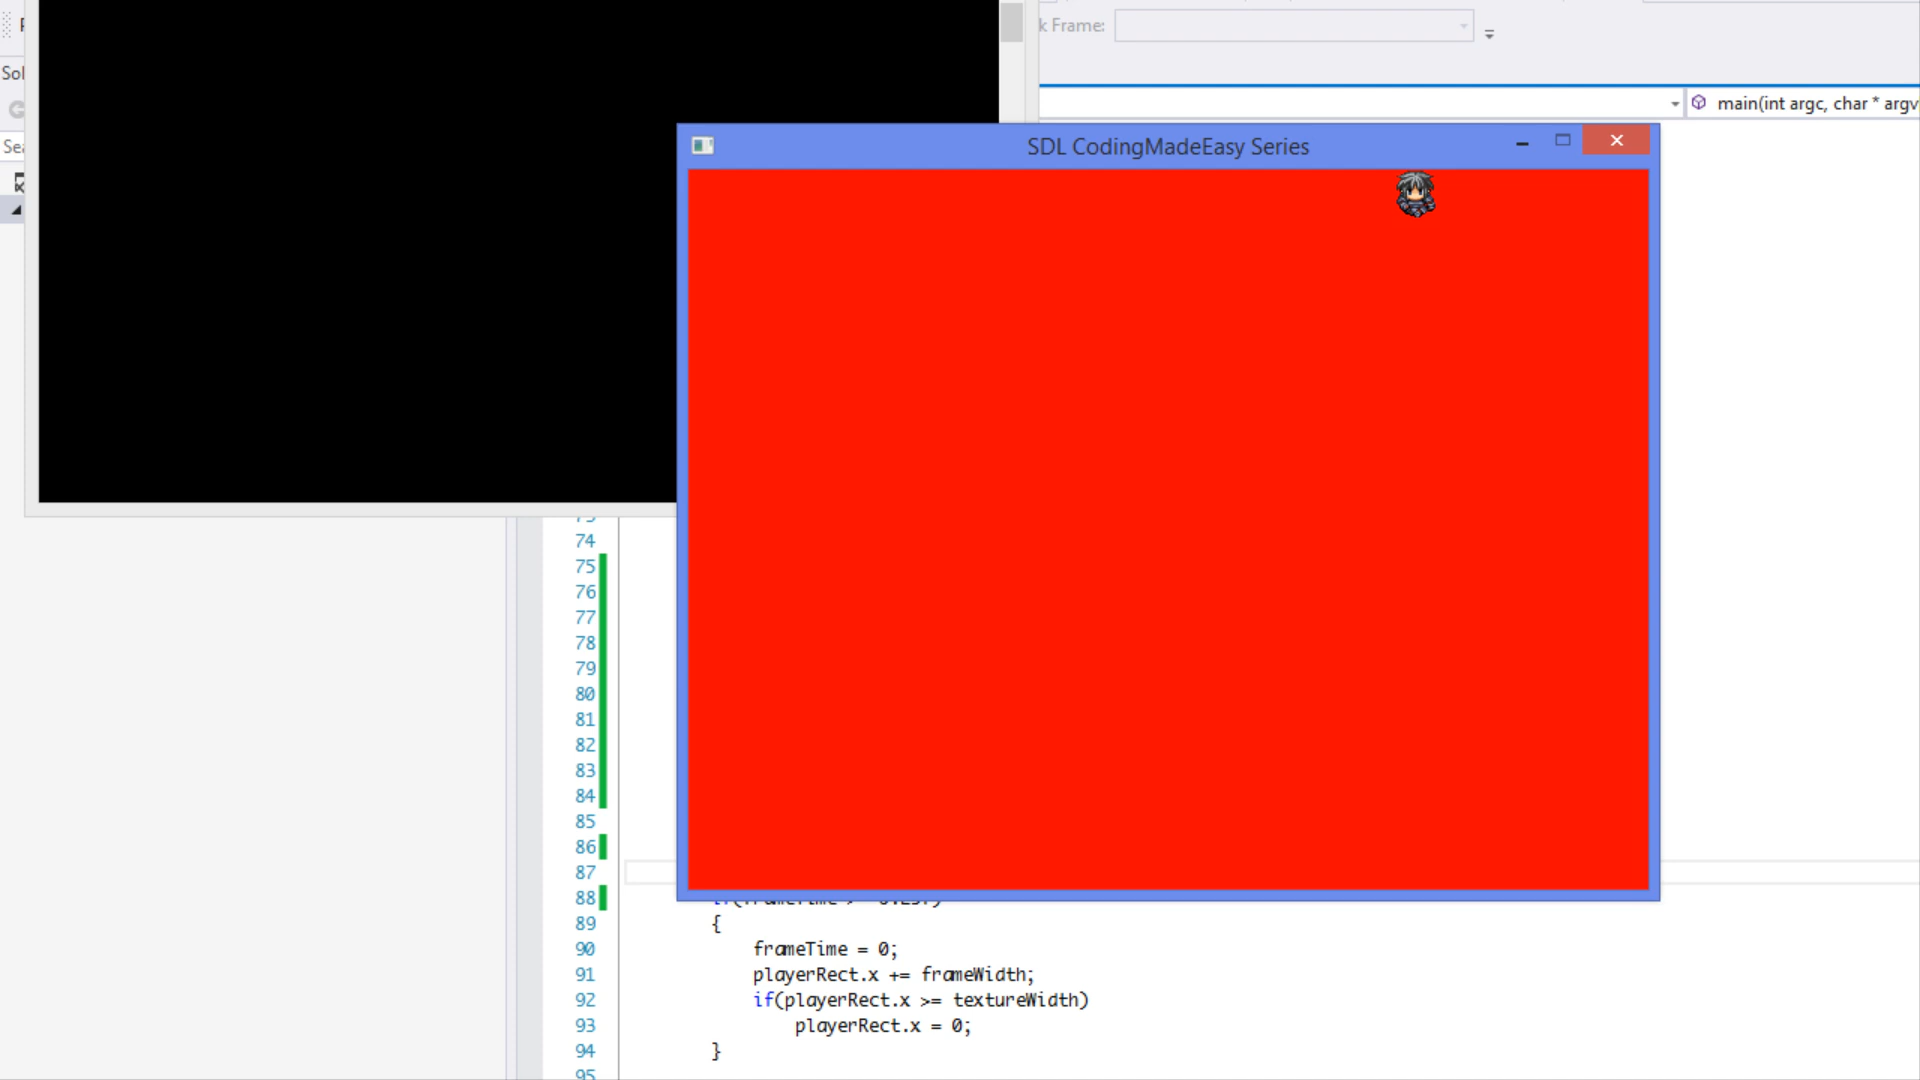 k Frame:
Sol
main(int argc, char * argv
SDL CodingMadeEasy Series
Sea
74
75
76
77
78
79
80
81
82
83
84
85
86
87
88
89 {
90 frameTime = 0;
91 playerRect.x += frameWidth;
92 if(playerRect.x >= textureWidth)
93 playerRect.x = 0;
94 }
95